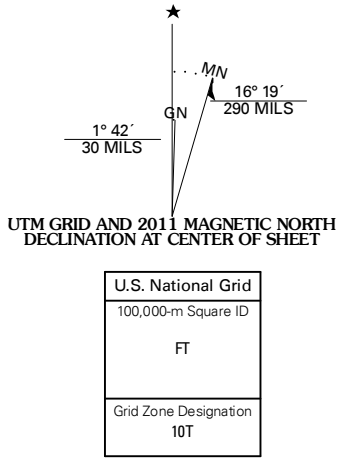 MN
GN
16° 19´
290 MILS
1° 42´
30 MILS
UTM GRID AND 2011 MAGNETIC NORTH
DECLINATION AT CENTER OF SHEET
U.S. National Grid
100,000-m Square ID
FT
Grid Zone Designation
10T